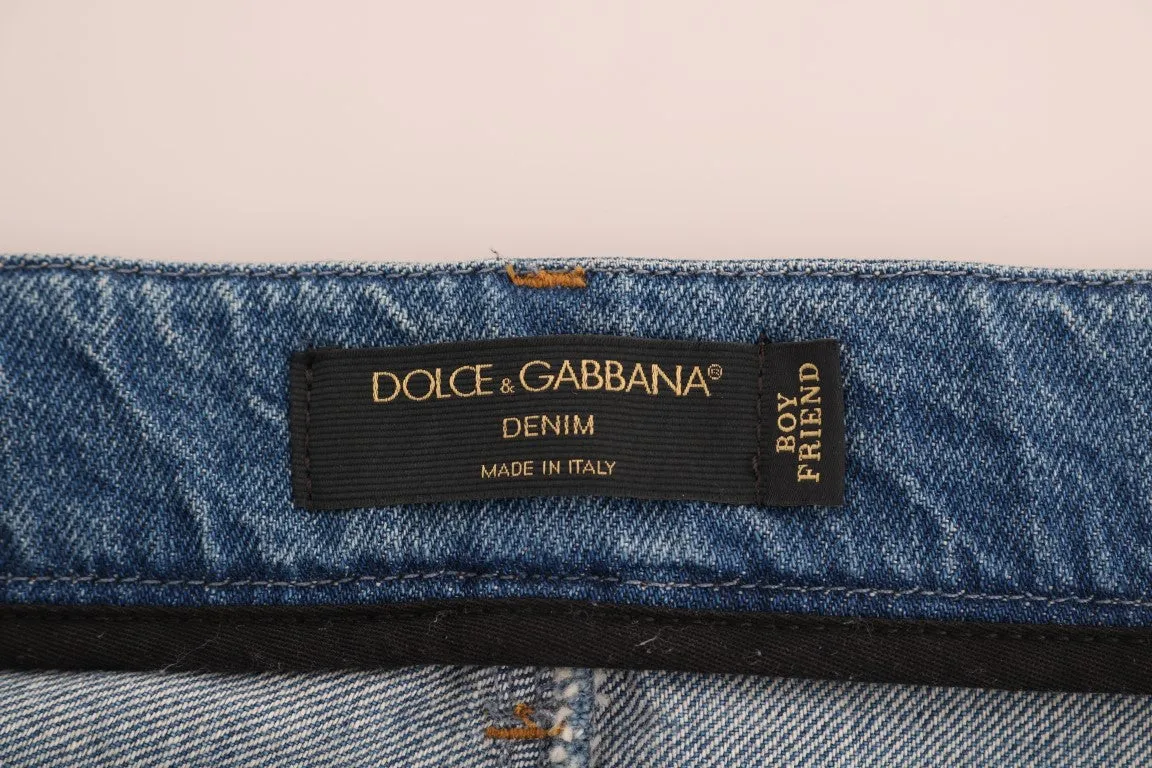 DOLCE & GABBANA®
DENIM
MADE IN ITALY
BOY
FRIEND